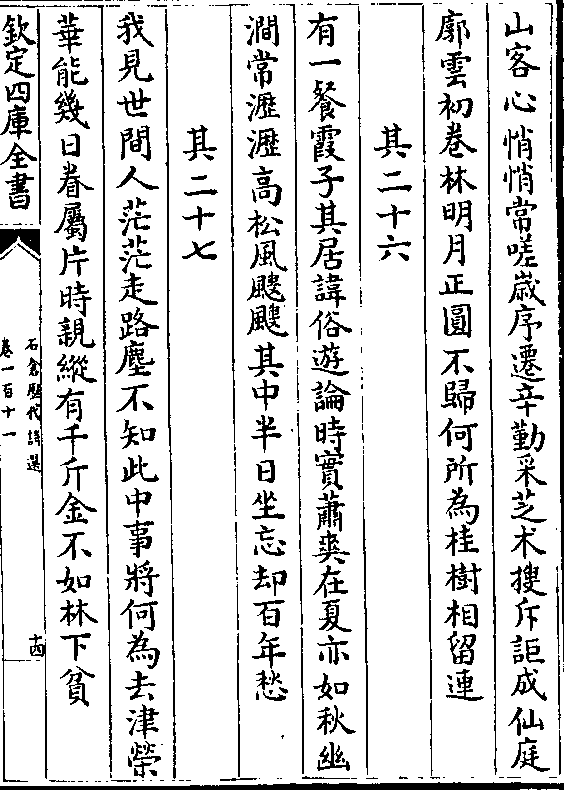 山客心悄悄常嗟歲序遷辛勤采芝朮搜斥詎成仙庭
廓雲初卷林明月正圓不歸何所為桂樹相留連
其二十六
有一餐霞子其居諱俗遊論時實蕭爽在夏亦如秋幽
澗常瀝瀝高松風颼颼其中半日坐忘却百年愁
其二十七
我見世間人茫茫走路塵不知此中事將何為去津榮
華能幾日眷屬片時親縱有千斤金不如林下貧
欽定四庫全書
石倉歷代詩選
卷一百十一
十四